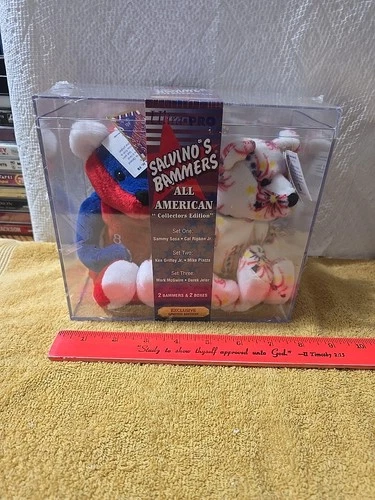 SALVINO'S
BAMMERS
ALL
AMERICAN
"Collectors Edition"
Set One:
Sammy Sosa • Cal Ripken Jr
Set Two:
Ken Griffey Jr. • Mike Piazza
Set Three:
Mark McGwire • Derek Jeter
2 BAMMERS & 2 BOXES
EXCLUSIVE
"Study to show thyself approved unto God." —II Timothy 2:15